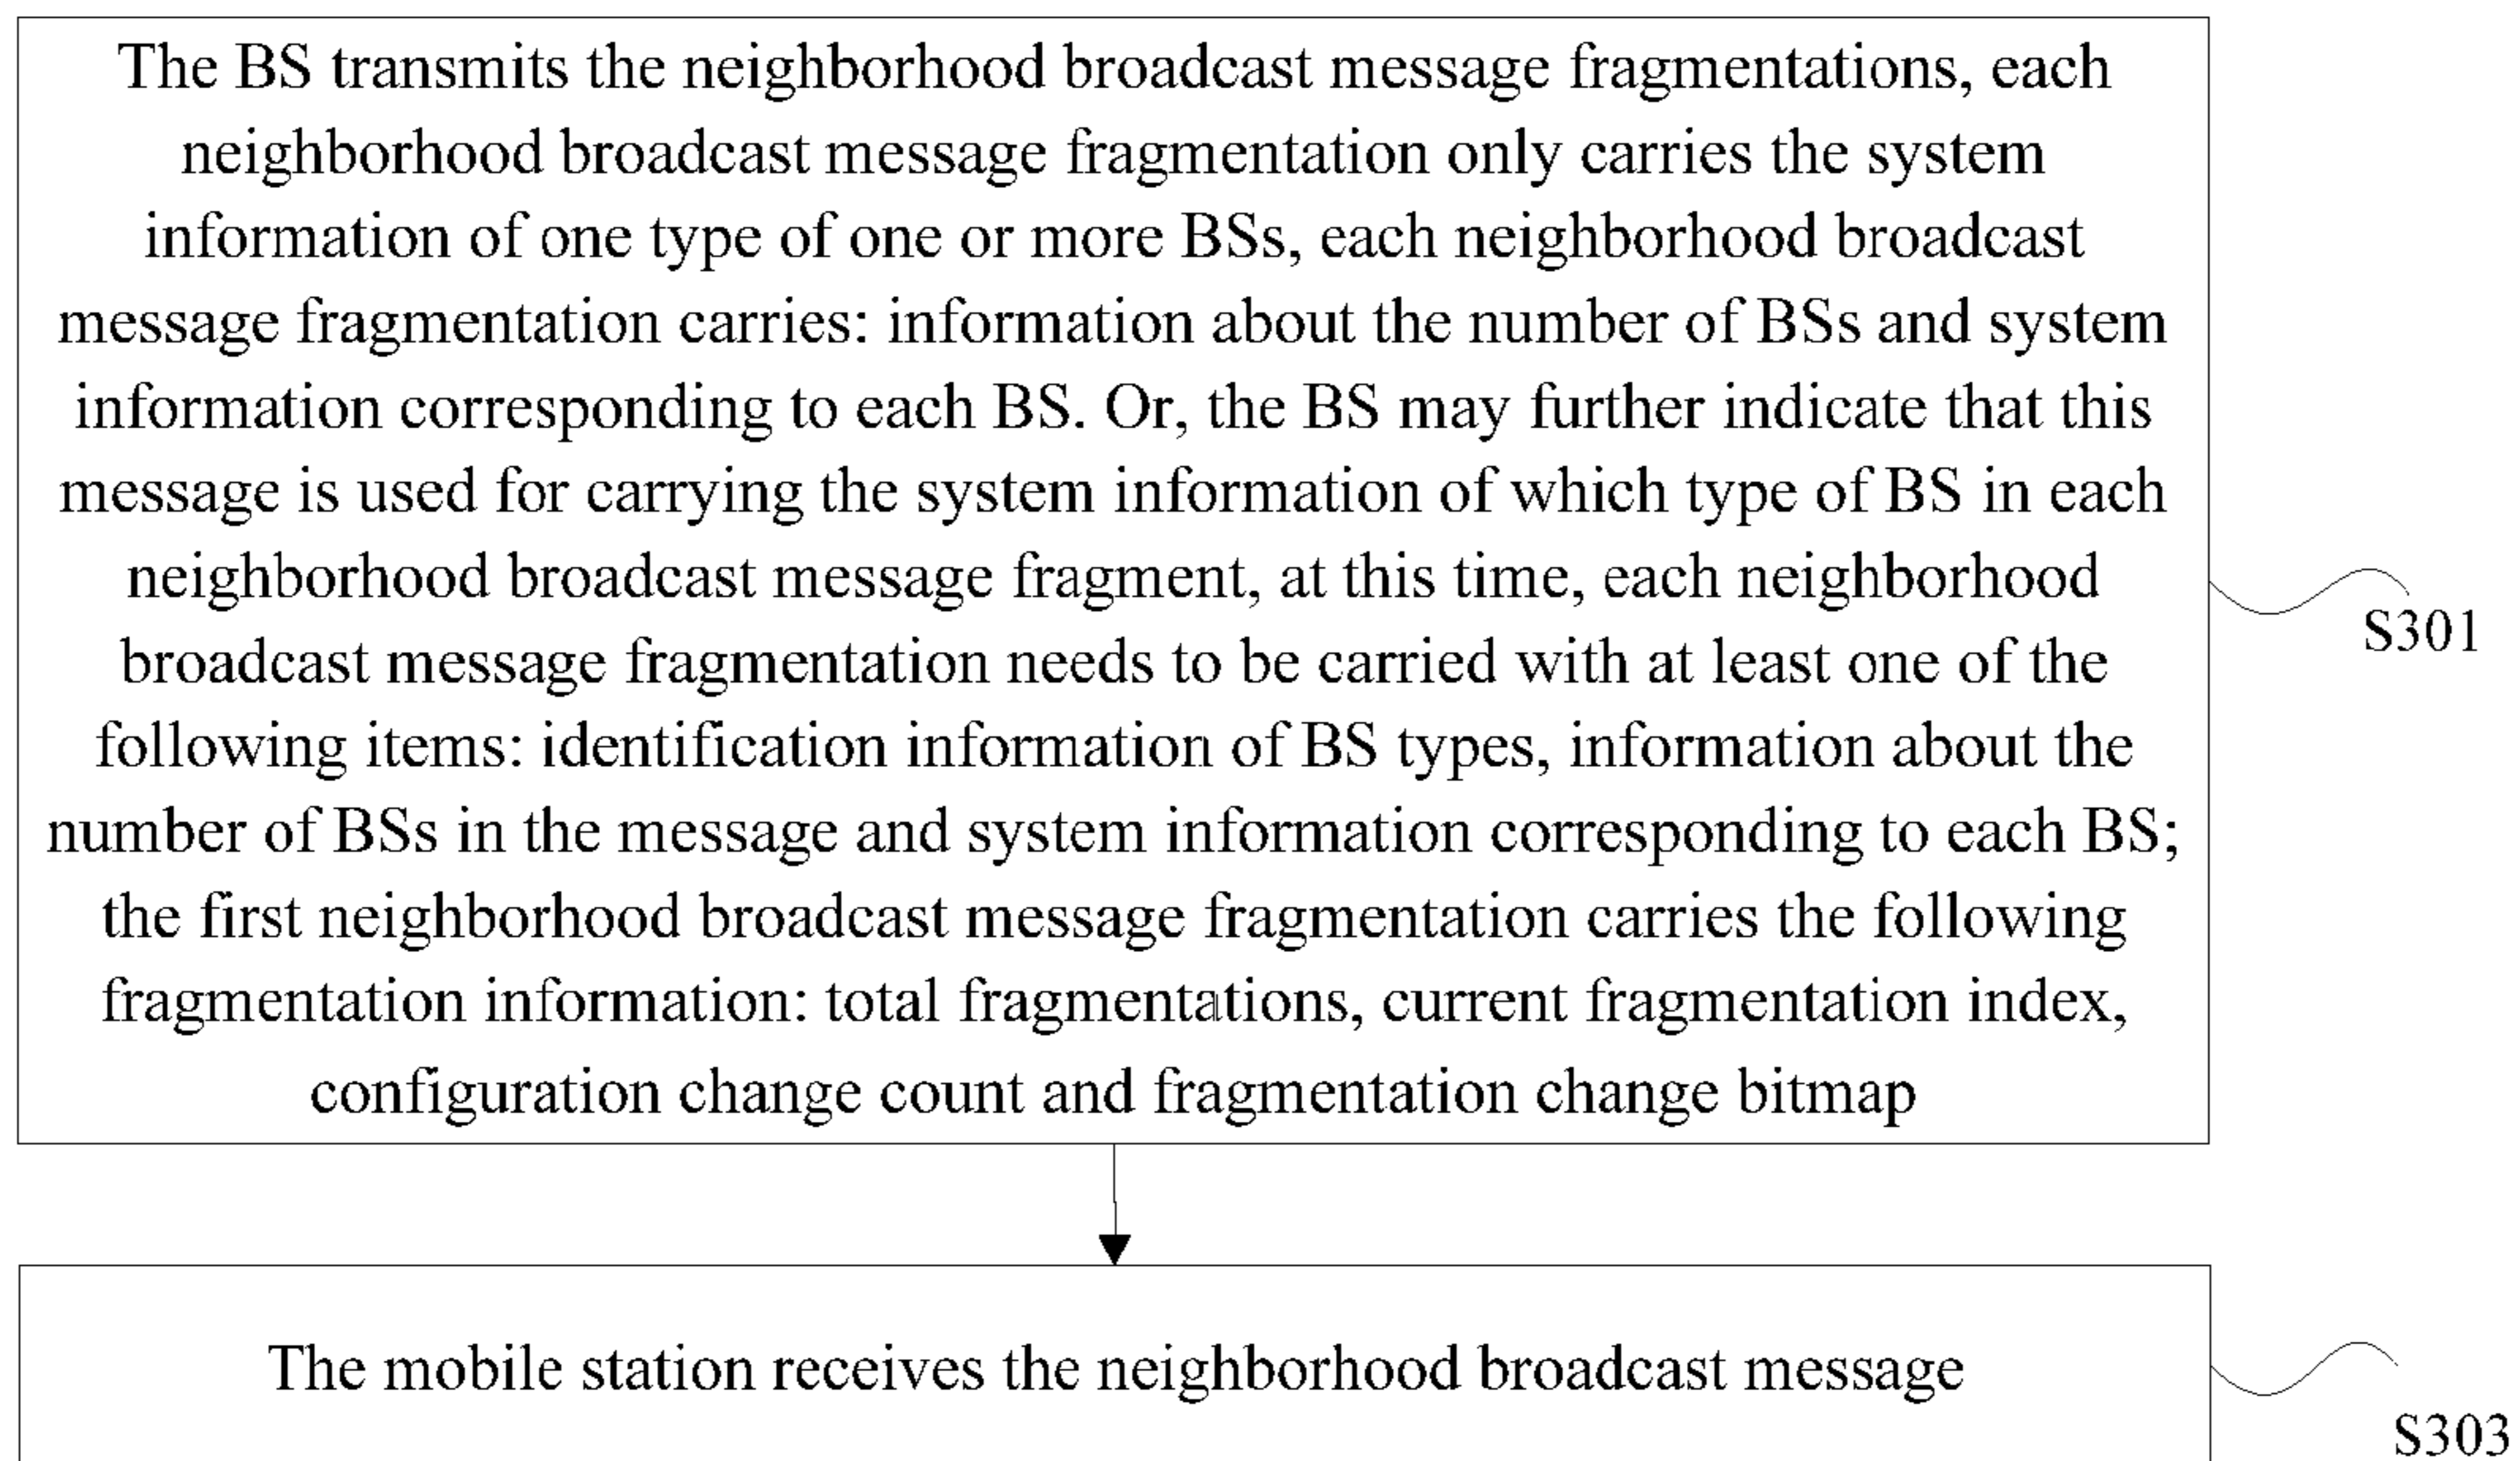 The BS transmits the neighborhood broadcast message fragmentations, each
neighborhood broadcast message fragmentation only carries the system
information of one type of one or more BSs, each neighborhood broadcast
message fragmentation carries: information about the number of BSs and system
information corresponding to each BS. Or, the BS may further indicate that this
message is used for carrying the system information of which type of BS in each
neighborhood broadcast message fragment, at this time, each neighborhood
broadcast message fragmentation needs to be carried with at least one of the
following items: identification information of BS types, information about the
number of BSs in the message and system information corresponding to each BS;
the first neighborhood broadcast message fragmentation carries the following
fragmentation information: total fragmentations, current fragmentation index,
configuration change count and fragmentation change bitmap
S301
The mobile station receives the neighborhood broadcast message
S303